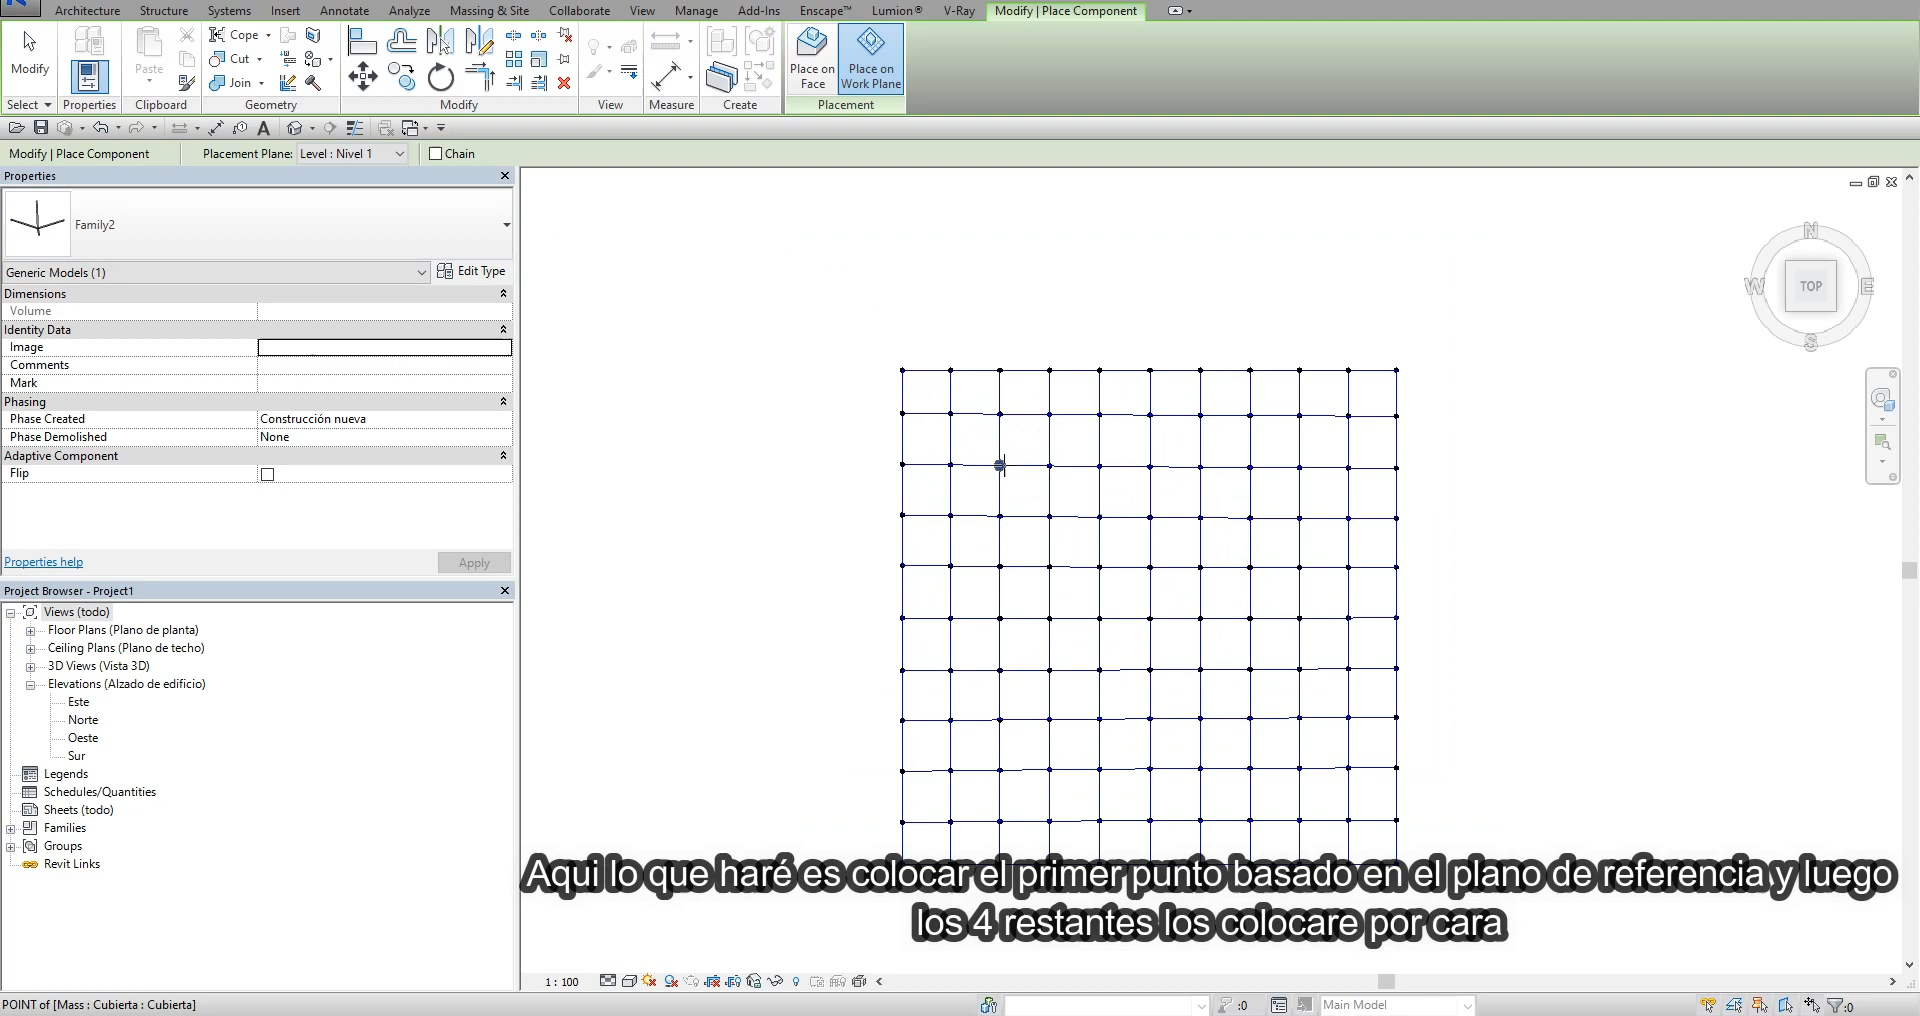 Architecture Structure Systems Insert Annotate Analyze Massing & Site Collaborate View Manage Add-Ins Enscape™ Lumion® V-Ray Modify | Place Component
Cope
Cut
Join
Modify
Paste
Place on Face
Place on Work Plane
Select Properties Clipboard Geometry Modify View Measure Create Placement
A
Modify | Place Component Placement Plane: Level : Nivel 1 Chain
Properties
Family2
Generic Models (1) Edit Type
Dimensions
Volume
Identity Data
Image
Comments
Mark
Phasing
Phase Created Construcción nueva
Phase Demolished None
Adaptive Component
Flip
Properties help Apply
Project Browser - Project1
Views (todo)
Floor Plans (Plano de planta)
Ceiling Plans (Plano de techo)
3D Views (Vista 3D)
Elevations (Alzado de edificio)
Este
Norte
Oeste
Sur
Legends
Schedules/Quantities
Sheets (todo)
Families
Groups
Revit Links
N
W TOP E
S
Aqui lo que haré es colocar el primer punto basado en el plano de referencia y luego
los 4 restantes los colocare por cara
1 : 100
POINT of [Mass : Cubierta : Cubierta] :0 Main Model :0